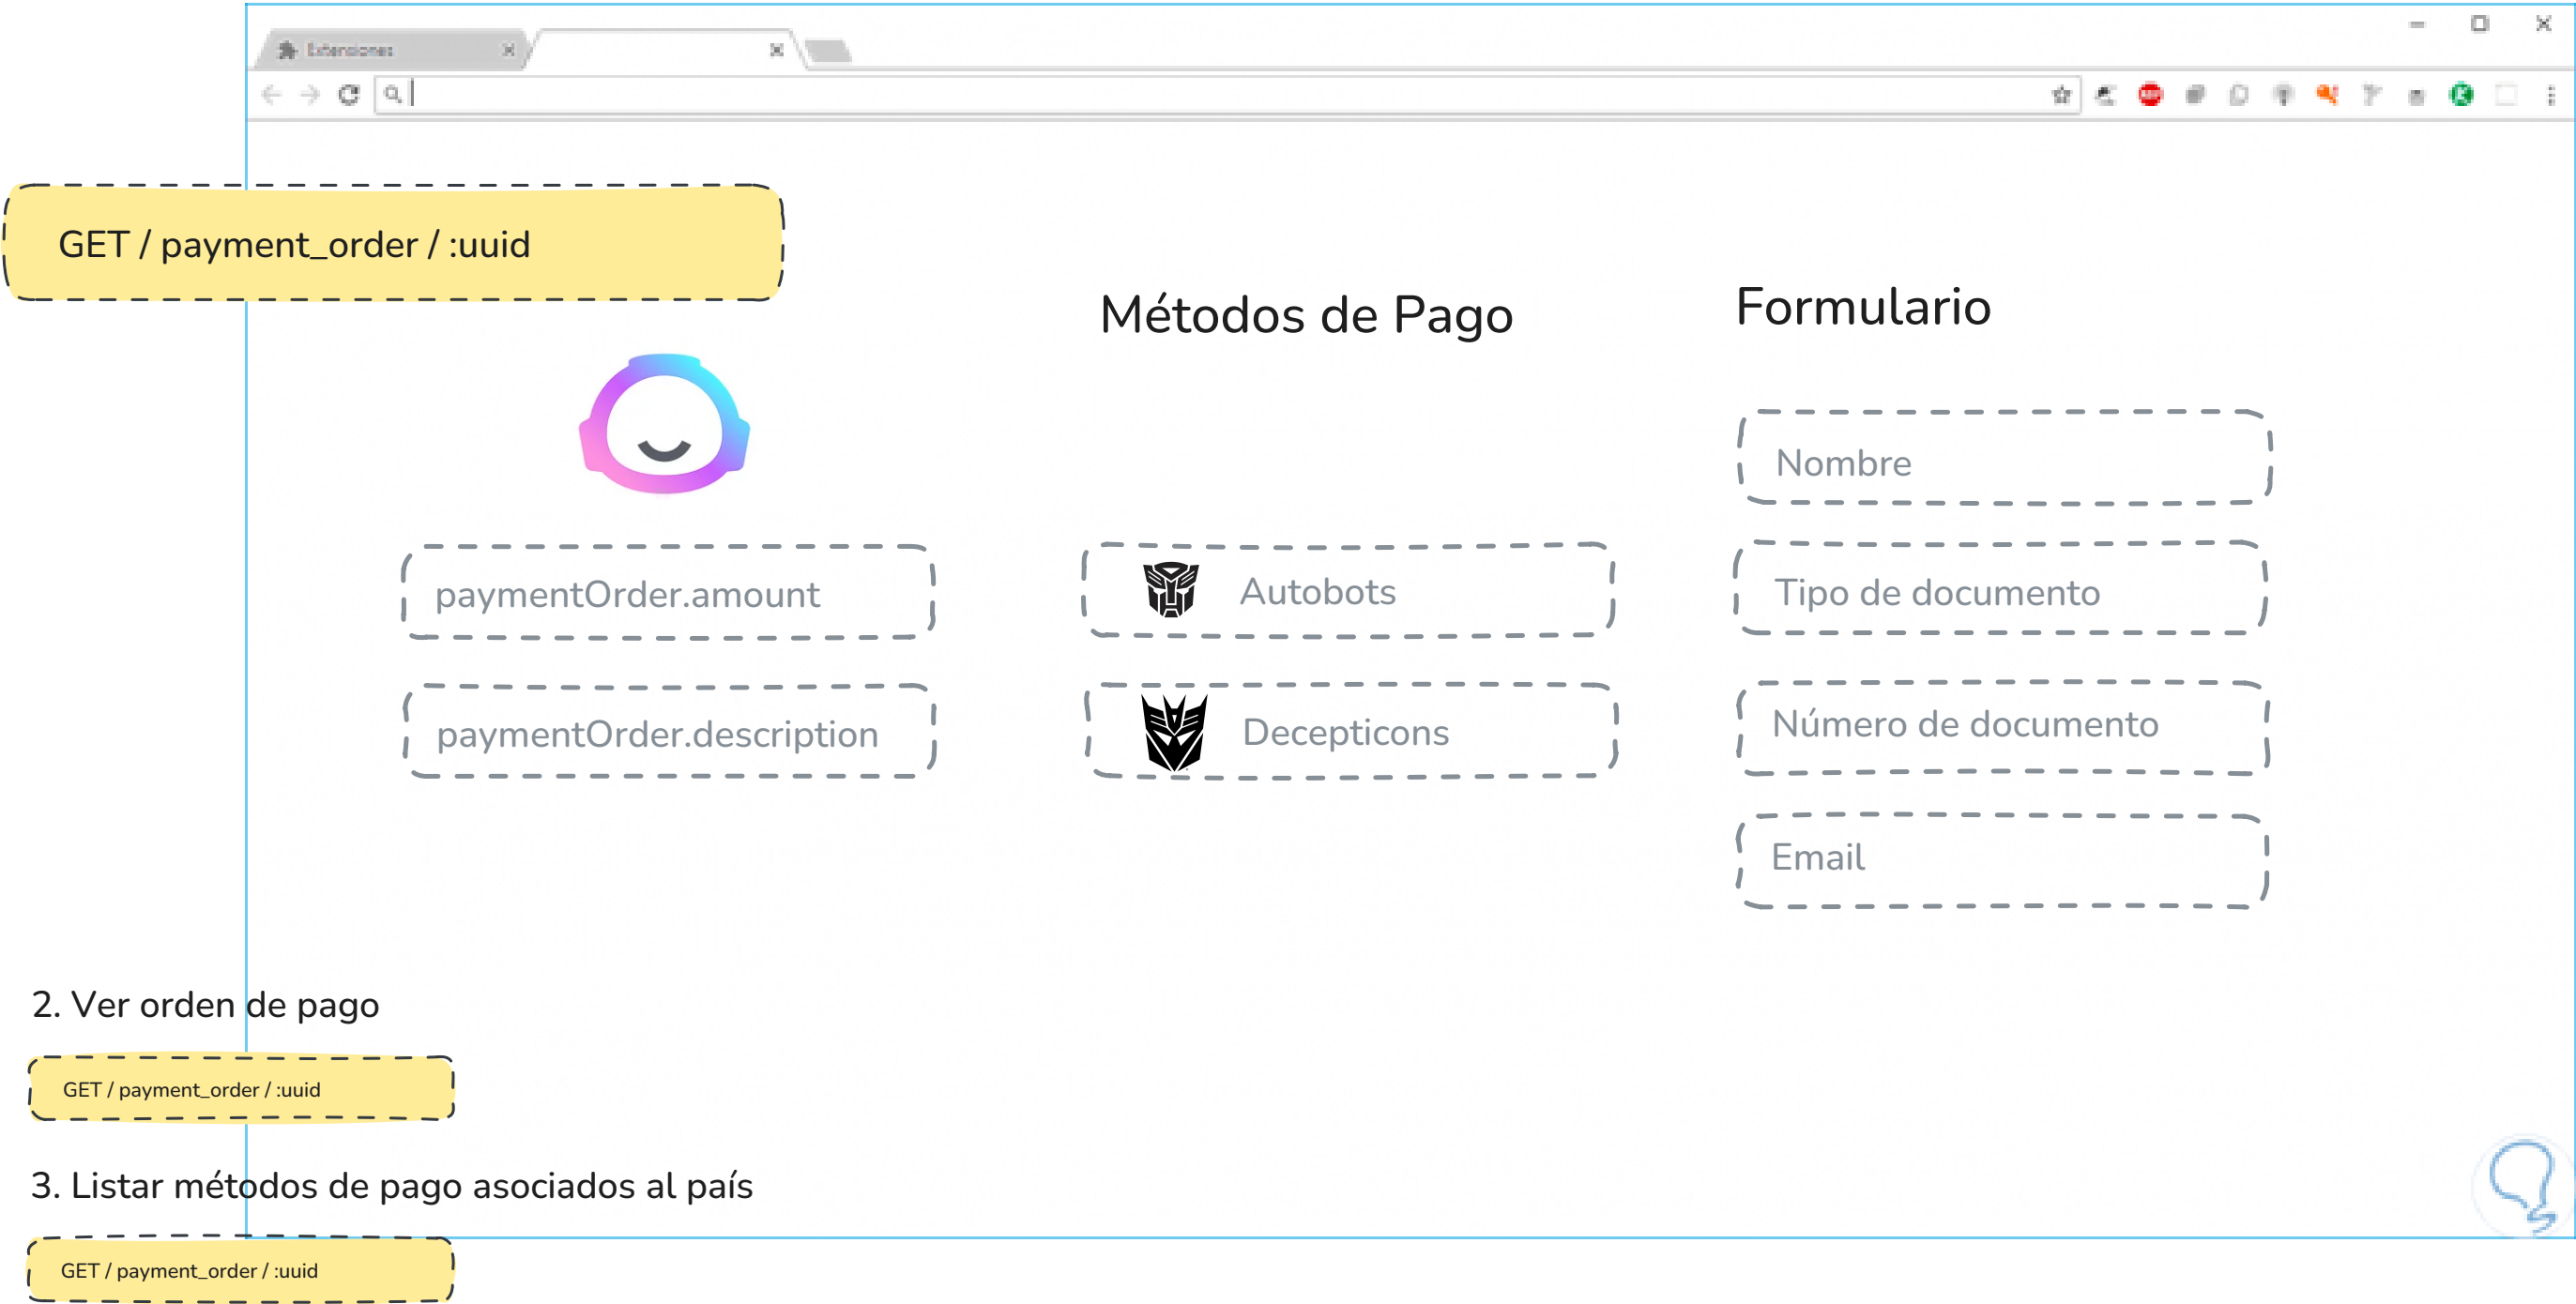 Extensiones
GET / payment_order / :uuid
Métodos de Pago
Formulario
Nombre
paymentOrder.amount
Autobots
Tipo de documento
paymentOrder.description
Decepticons
Número de documento
Email
2. Ver orden de pago
GET / payment_order / :uuid
3. Listar métodos de pago asociados al país
GET / payment_order / :uuid